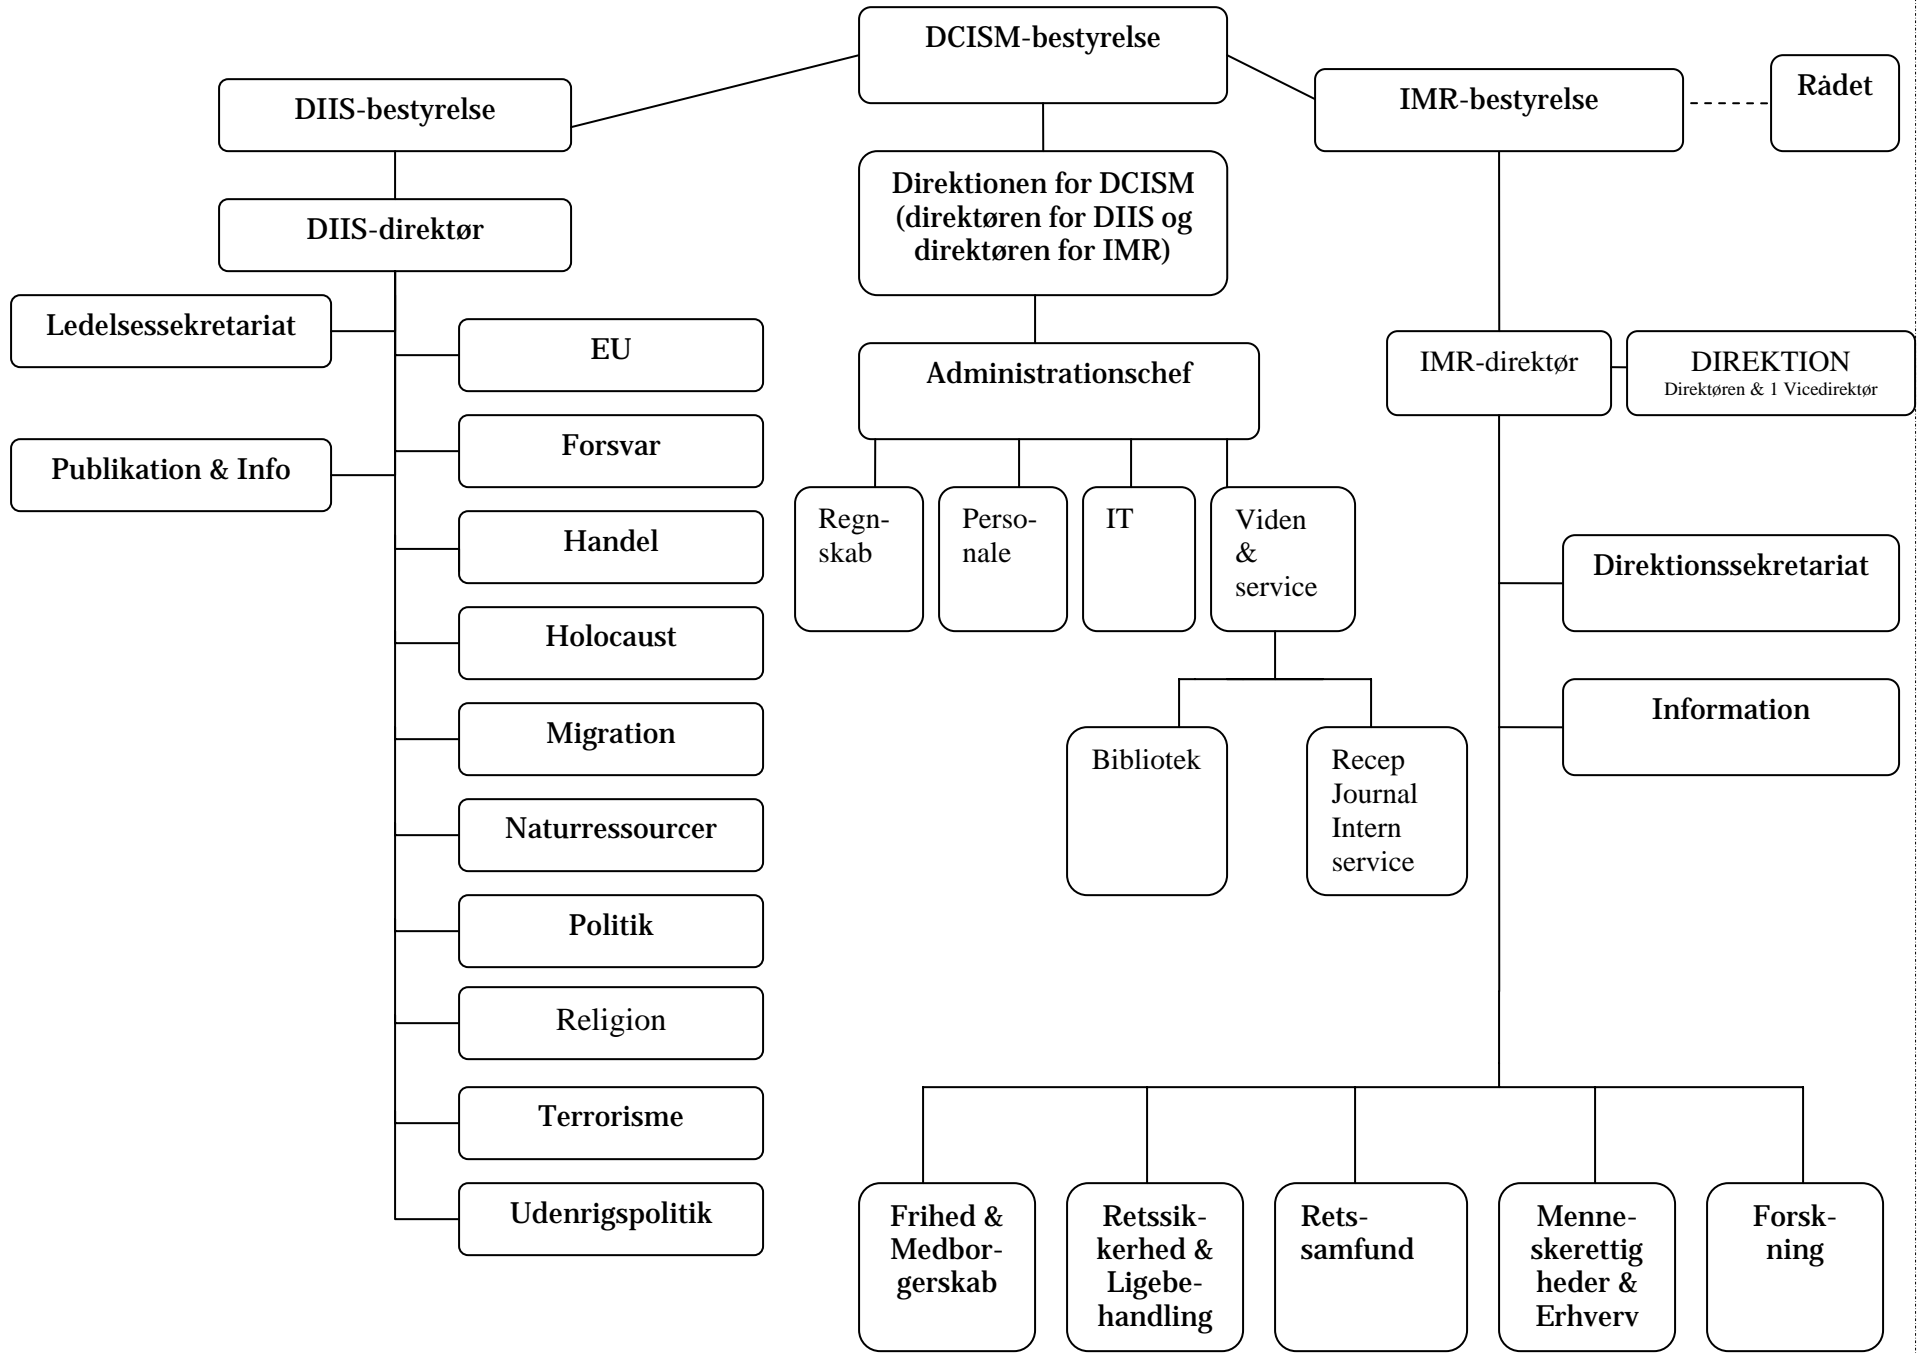 DCISM-bestyrelse
DIIS-bestyrelse
IMR-bestyrelse
Rådet
Direktionen for DCISM
(direktøren for DIIS og
direktøren for IMR)
DIIS-direktør
Ledelsessekretariat
Publikation & Info
EU
Forsvar
Handel
Holocaust
Migration
Naturressourcer
Politik
Religion
Terrorisme
Udenrigspolitik
Administrationschef
Regn-
skab
Perso-
nale
IT
Viden
&
service
Bibliotek
Recep
Journal
Intern
service
IMR-direktør
DIREKTION
Direktøren & 1 Vicedirektør
Direktionssekretariat
Information
Frihed &
Medbor-
gerskab
Retssik-
kerhed &
Ligebe-
handling
Rets-
samfund
Menne-
skerettig
heder &
Erhverv
Forsk-
ning